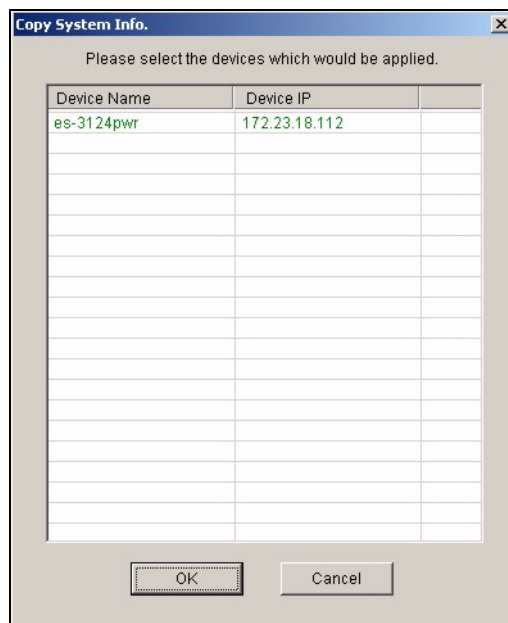 Copy System Info.
Please select the devices which would be applied.
Device Name Device IP
es-3124pwr 172.23.18.112
OK Cancel